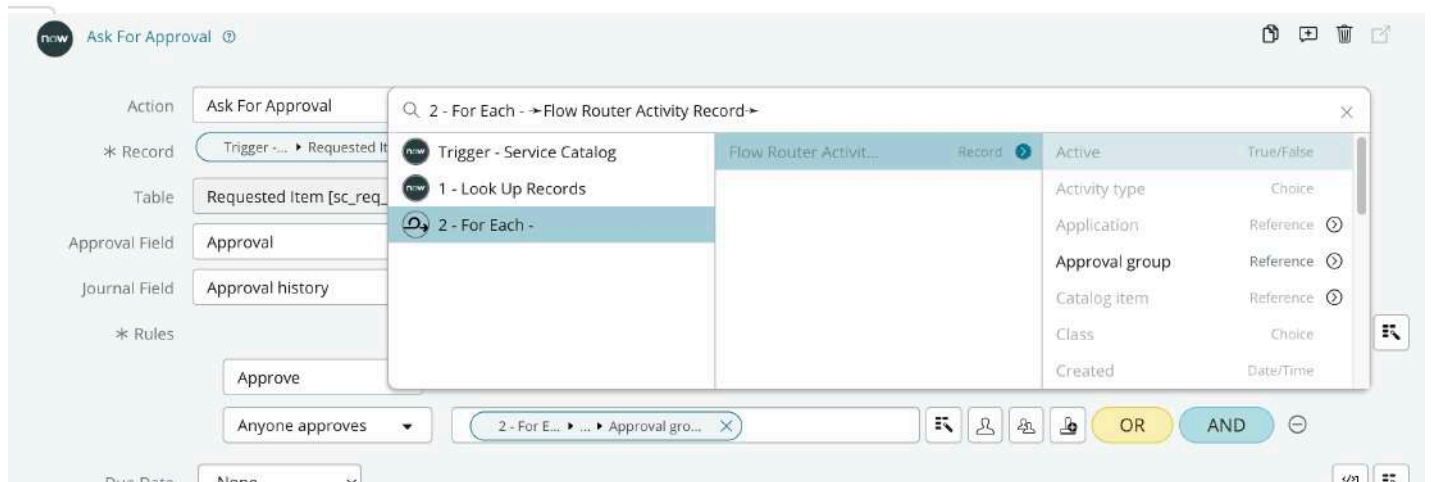 now Ask For Approval
Action Ask For Approval
2 - For Each - ➛Flow Router Activity Record➛
* Record Trigger -... ▸ Requested It
now Trigger - Service Catalog
Flow Router Activit... Record
Active True/False
now 1 - Look Up Records
Activity type Choice
Table Requested Item [sc_req_
2 - For Each -
Application Reference
Approval Field Approval
Approval group Reference
Journal Field Approval history
Catalog item Reference
* Rules
Class Choice
Approve
Created Date/Time
Anyone approves
2 - For E... ▸ ... ▸ Approval gro...
OR AND
Due Date None